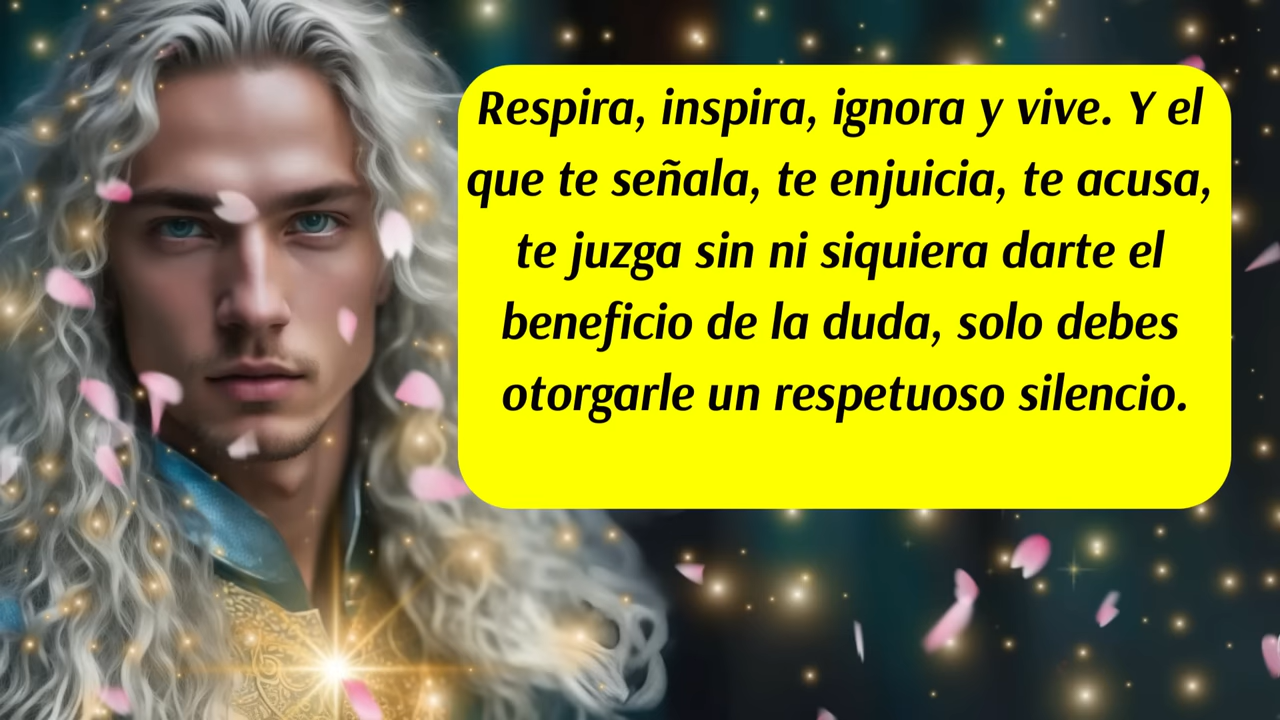 Respira, inspira, ignora y vive. Y el
que te señala, te enjuicia, te acusa,
te juzga sin ni siquiera darte el
beneficio de la duda, solo debes
otorgarle un respetuoso silencio.